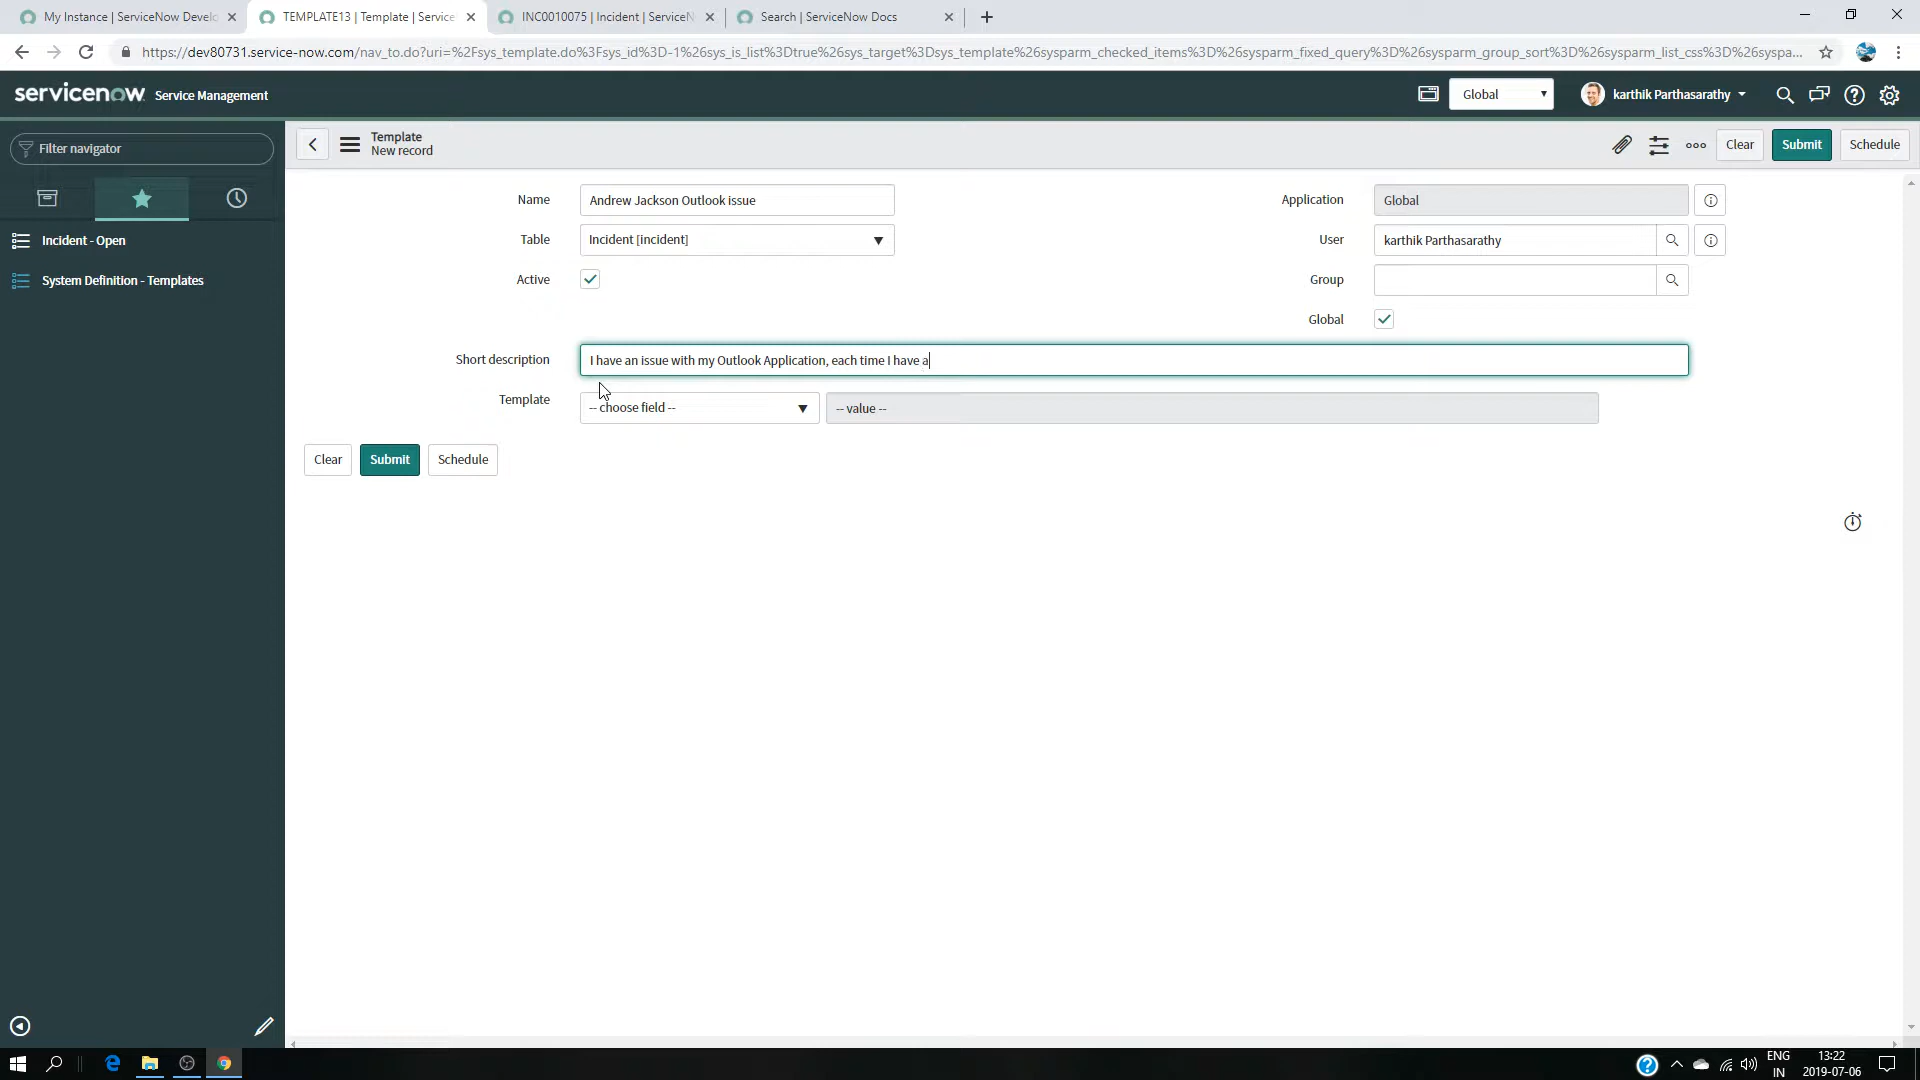 My Instance | ServiceNow Develo
TEMPLATE13 | Template | Service
INC0010075 | Incident | ServiceN
Search | ServiceNow Docs
https://dev80731.service-now.com/nav_to.do?uri=%2Fsys_template.do%3Fsys_id%3D-1%26sys_is_list%3Dtrue%26sys_target%3Dsys_template%26sysparm_checked_items%3D%26sysparm_fixed_query%3D%26sysparm_group_sort%3D%26sysparm_list_css%3D%26syspa...
servicenow Service Management
Global
karthik Parthasarathy
Filter navigator
Template
New record
Clear
Submit
Schedule
Name
Andrew Jackson Outlook issue
Application
Global
Incident - Open
Table
Incident [incident]
User
karthik Parthasarathy
System Definition - Templates
Active
Group
Global
Short description
I have an issue with my Outlook Application, each time I have a
Template
-- choose field --
-- value --
Clear
Submit
Schedule
ENG
IN
13:22
2019-07-06